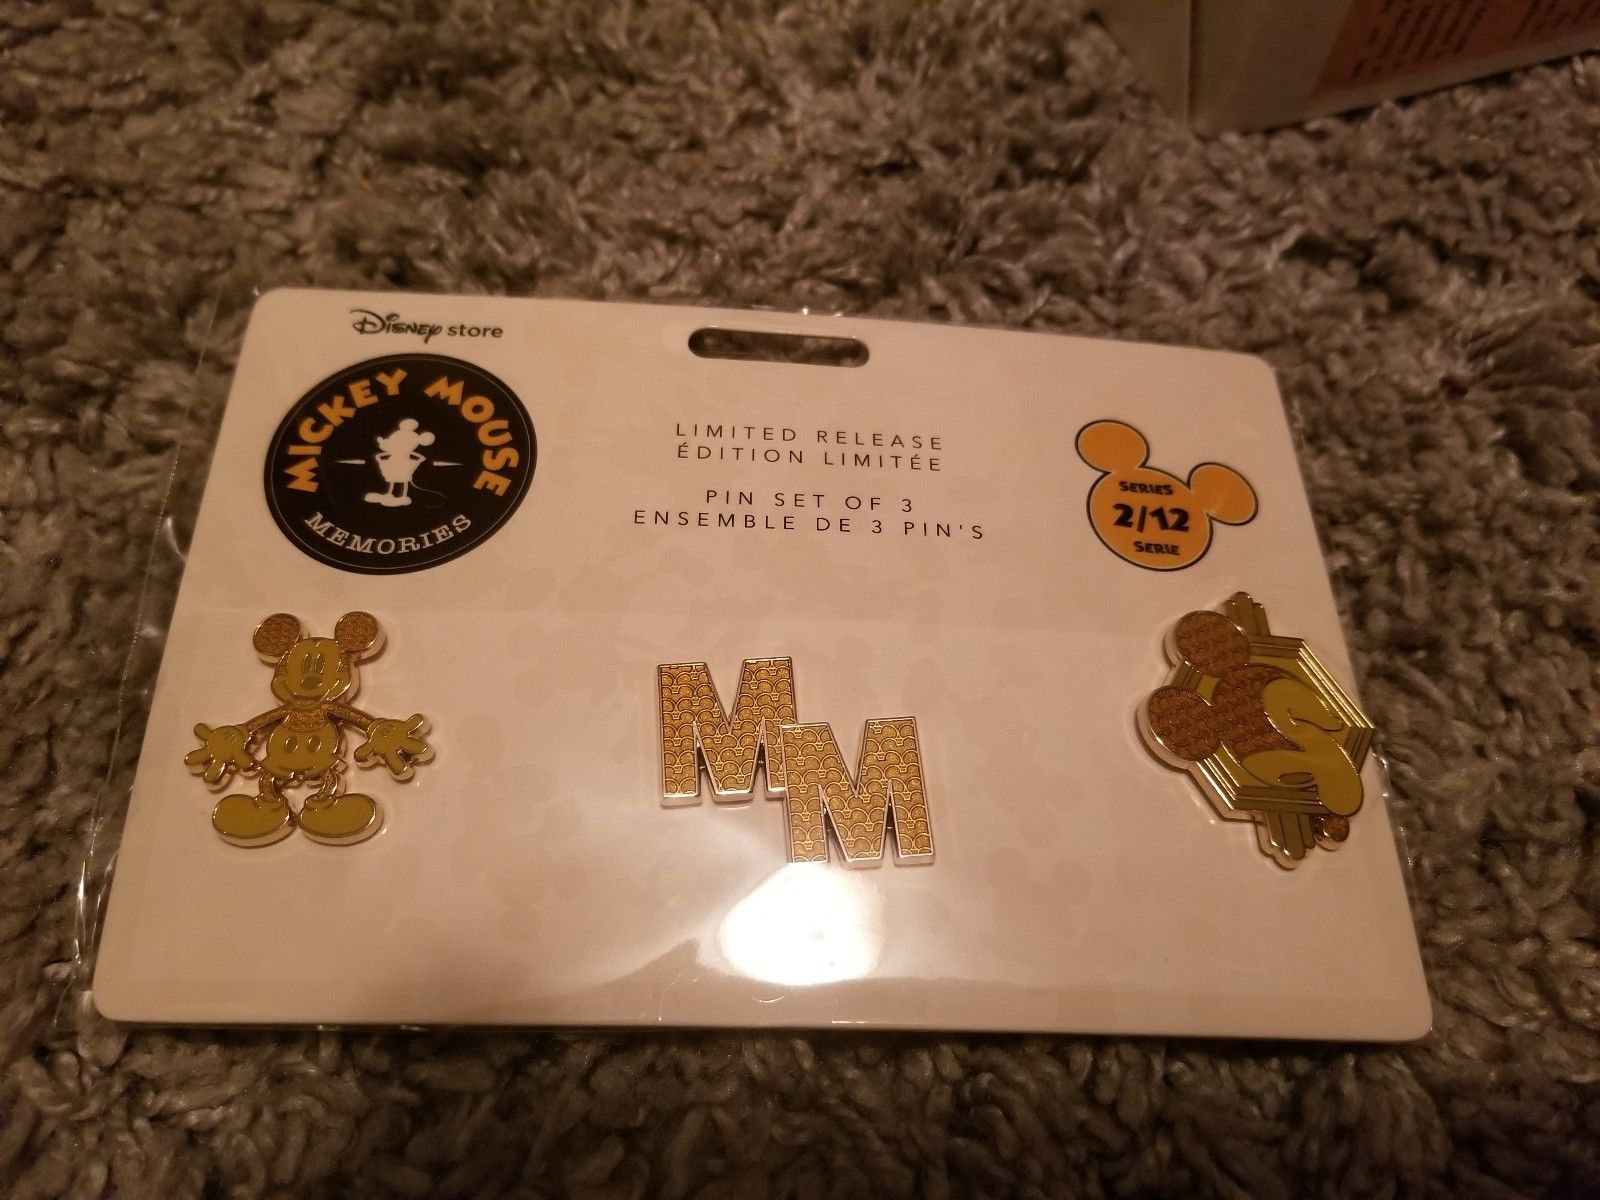 Disney store
MICKEY MOUSE
MEMORIES
LIMITED RELEASE
ÉDITION LIMITÉE
PIN SET OF 3
ENSEMBLE DE 3 PIN'S
SERIES
2/12
SERIE
MM